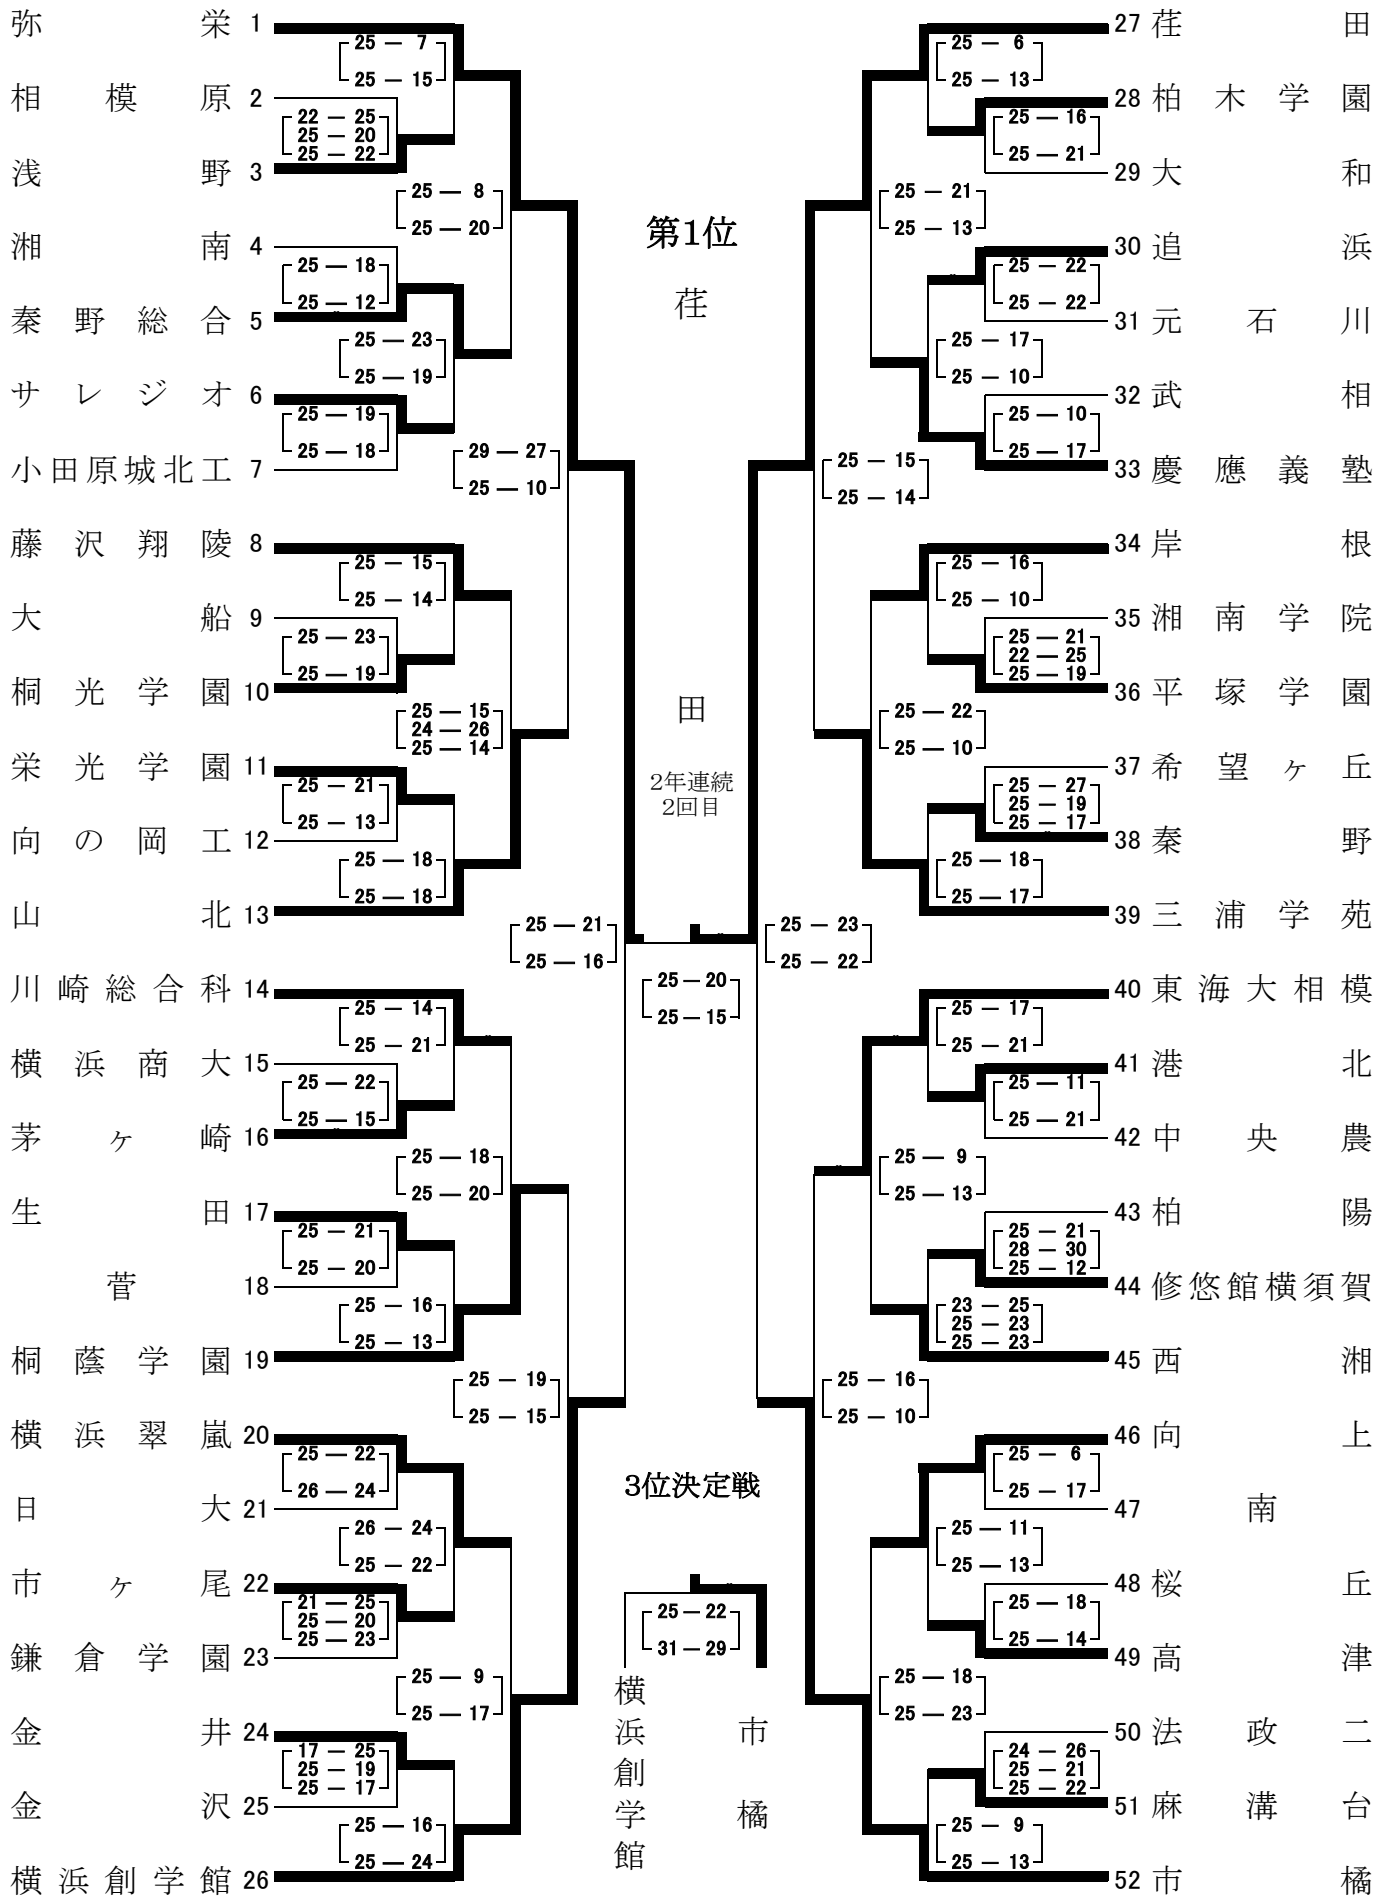 弥栄 1
25 — 7
25 — 15
相模原 2
22 — 25
25 — 20
25 — 22
浅野 3
25 — 8
25 — 20
湘南 4
25 — 18
25 — 12
秦野総合 5
25 — 23
25 — 19
サレジオ 6
25 — 19
25 — 18
小田原城北工 7
29 — 27
25 — 10
藤沢翔陵 8
25 — 15
25 — 14
大船 9
25 — 23
25 — 19
桐光学園 10
25 — 15
24 — 26
25 — 14
栄光学園 11
25 — 21
25 — 13
向の岡工 12
25 — 18
25 — 18
山北 13
25 — 21
25 — 16
川崎総合科 14
25 — 14
25 — 21
横浜商大 15
25 — 22
25 — 15
茅ヶ崎 16
25 — 18
25 — 20
生田 17
25 — 21
25 — 20
菅 18
25 — 16
25 — 13
桐蔭学園 19
25 — 19
25 — 15
横浜翠嵐 20
25 — 22
26 — 24
日大 21
26 — 24
25 — 22
市ヶ尾 22
21 — 25
25 — 20
25 — 23
鎌倉学園 23
25 — 9
25 — 17
金井 24
17 — 25
25 — 19
25 — 17
金沢 25
25 — 16
25 — 24
横浜創学館 26
第1位
荏田
2年連続
2回目
25 — 20
25 — 15
3位決定戦
25 — 22
31 — 29
横浜創学館
市橘
27 荏田
25 — 6
25 — 13
28 柏木学園
25 — 16
25 — 21
29 大和
25 — 21
25 — 13
30 追浜
25 — 22
25 — 22
31 元石川
25 — 17
25 — 10
32 武相
25 — 10
25 — 17
33 慶應義塾
25 — 15
25 — 14
34 岸根
25 — 16
25 — 10
35 湘南学院
25 — 21
22 — 25
25 — 19
36 平塚学園
25 — 22
25 — 10
37 希望ヶ丘
25 — 27
25 — 19
25 — 17
38 秦野
25 — 18
25 — 17
39 三浦学苑
25 — 23
25 — 22
40 東海大相模
25 — 17
25 — 21
41 港北
25 — 11
25 — 21
42 中央農
25 — 9
25 — 13
43 柏陽
25 — 21
28 — 30
25 — 12
44 修悠館横須賀
23 — 25
25 — 23
25 — 23
45 西湘
25 — 16
25 — 10
46 向上
25 — 6
25 — 17
47 南
25 — 11
25 — 13
48 桜丘
25 — 18
25 — 14
49 高津
25 — 18
25 — 23
50 法政二
24 — 26
25 — 21
25 — 22
51 麻溝台
25 — 9
25 — 13
52 市橘